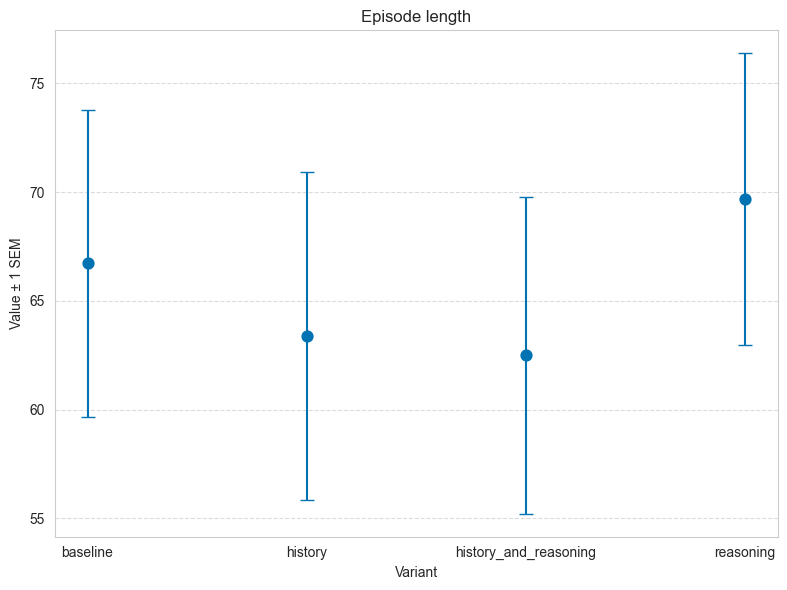 Episode length
75
70
65
60
55
Value ± 1 SEM
baseline
history
history_and_reasoning
reasoning
Variant